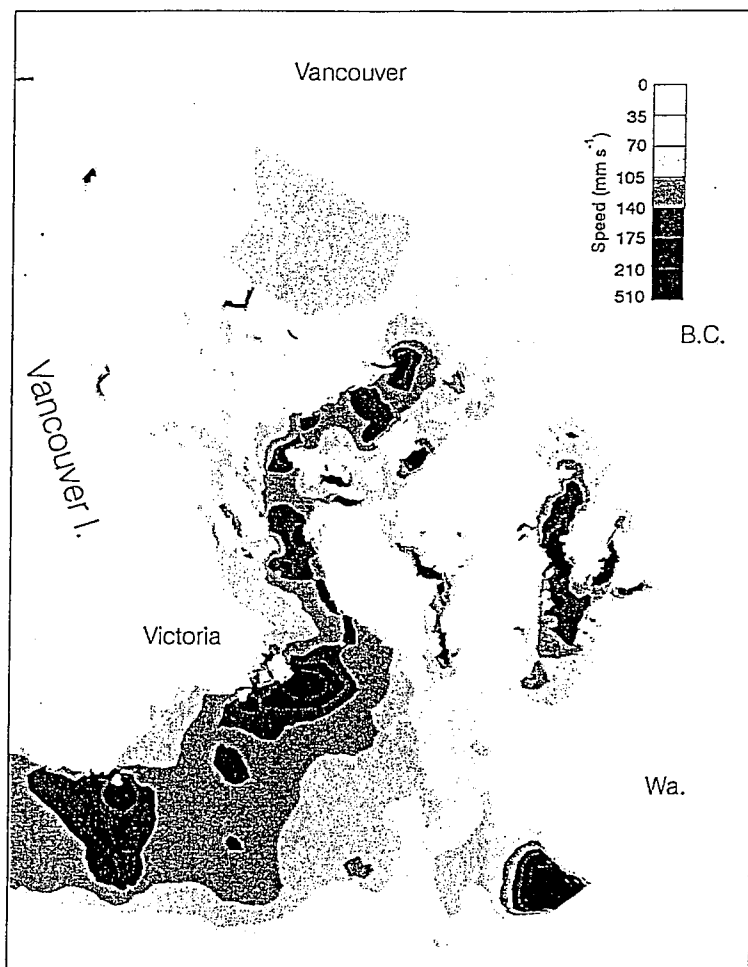 Vancouver
0
35
70
105
140
175
210
510
Speed (mm s⁻¹)
B.C.
Vancouver I.
Victoria
Wa.